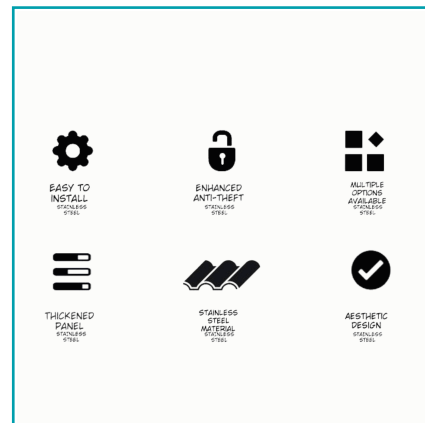 EASY TO
INSTALL
STAINLESS
STEEL
ENHANCED
ANTI-THEFT
STAINLESS
STEEL
MULTIPLE
OPTIONS
AVAILABLE
STAINLESS
STEEL
THICKENED
PANEL
STAINLESS
STEEL
STAINLESS
STEEL
MATERIAL
STAINLESS
STEEL
AESTHETIC
DESIGN
STAINLESS
STEEL